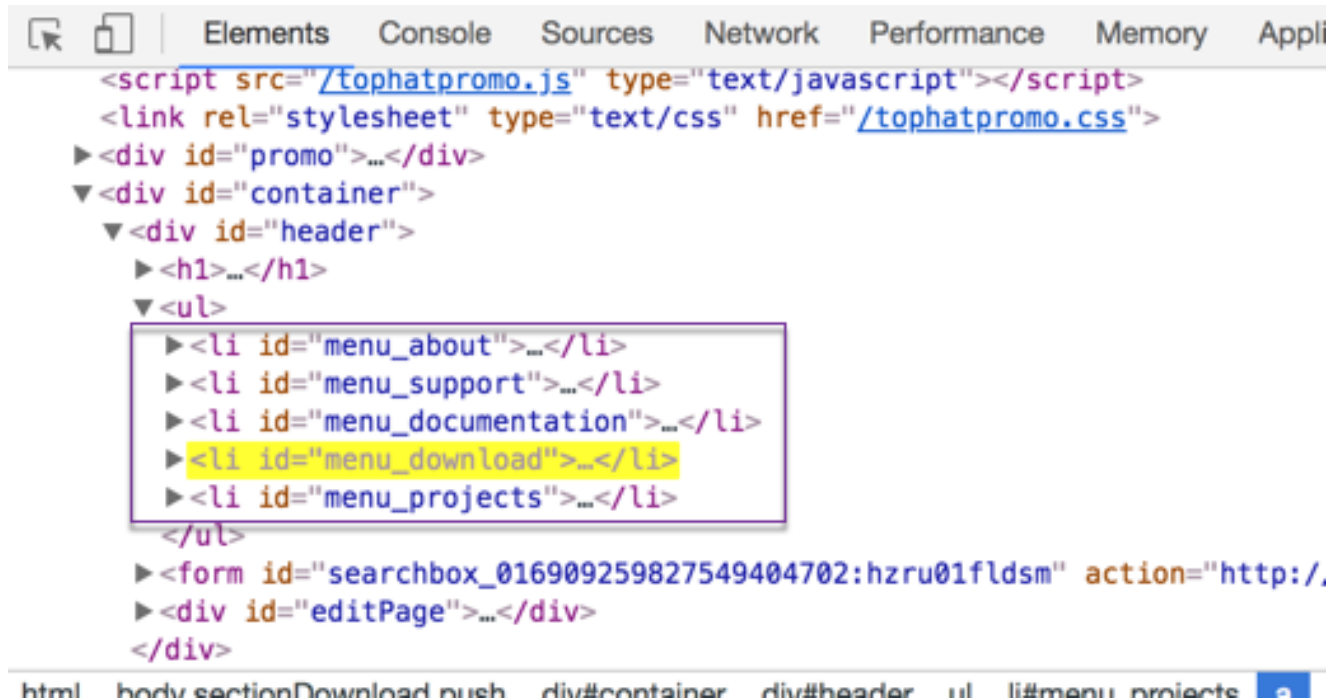 Elements Console Sources Network Performance Memory Appli
<script src="/tophatpromo.js" type="text/javascript"></script>
<link rel="stylesheet" type="text/css" href="/tophatpromo.css">
▶<div id="promo">…</div>
▼<div id="container">
▼<div id="header">
▶<h1>…</h1>
▼<ul>
▶<li id="menu_about">…</li>
▶<li id="menu_support">…</li>
▶<li id="menu_documentation">…</li>
▶<li id="menu_download">…</li>
▶<li id="menu_projects">…</li>
</ul>
▶<form id="searchbox_016909259827549404702:hzru01fldsm" action="http:/
▶<div id="editPage">…</div>
</div>
html body.sectionDownload.push div#container div#header ul li#menu_projects a